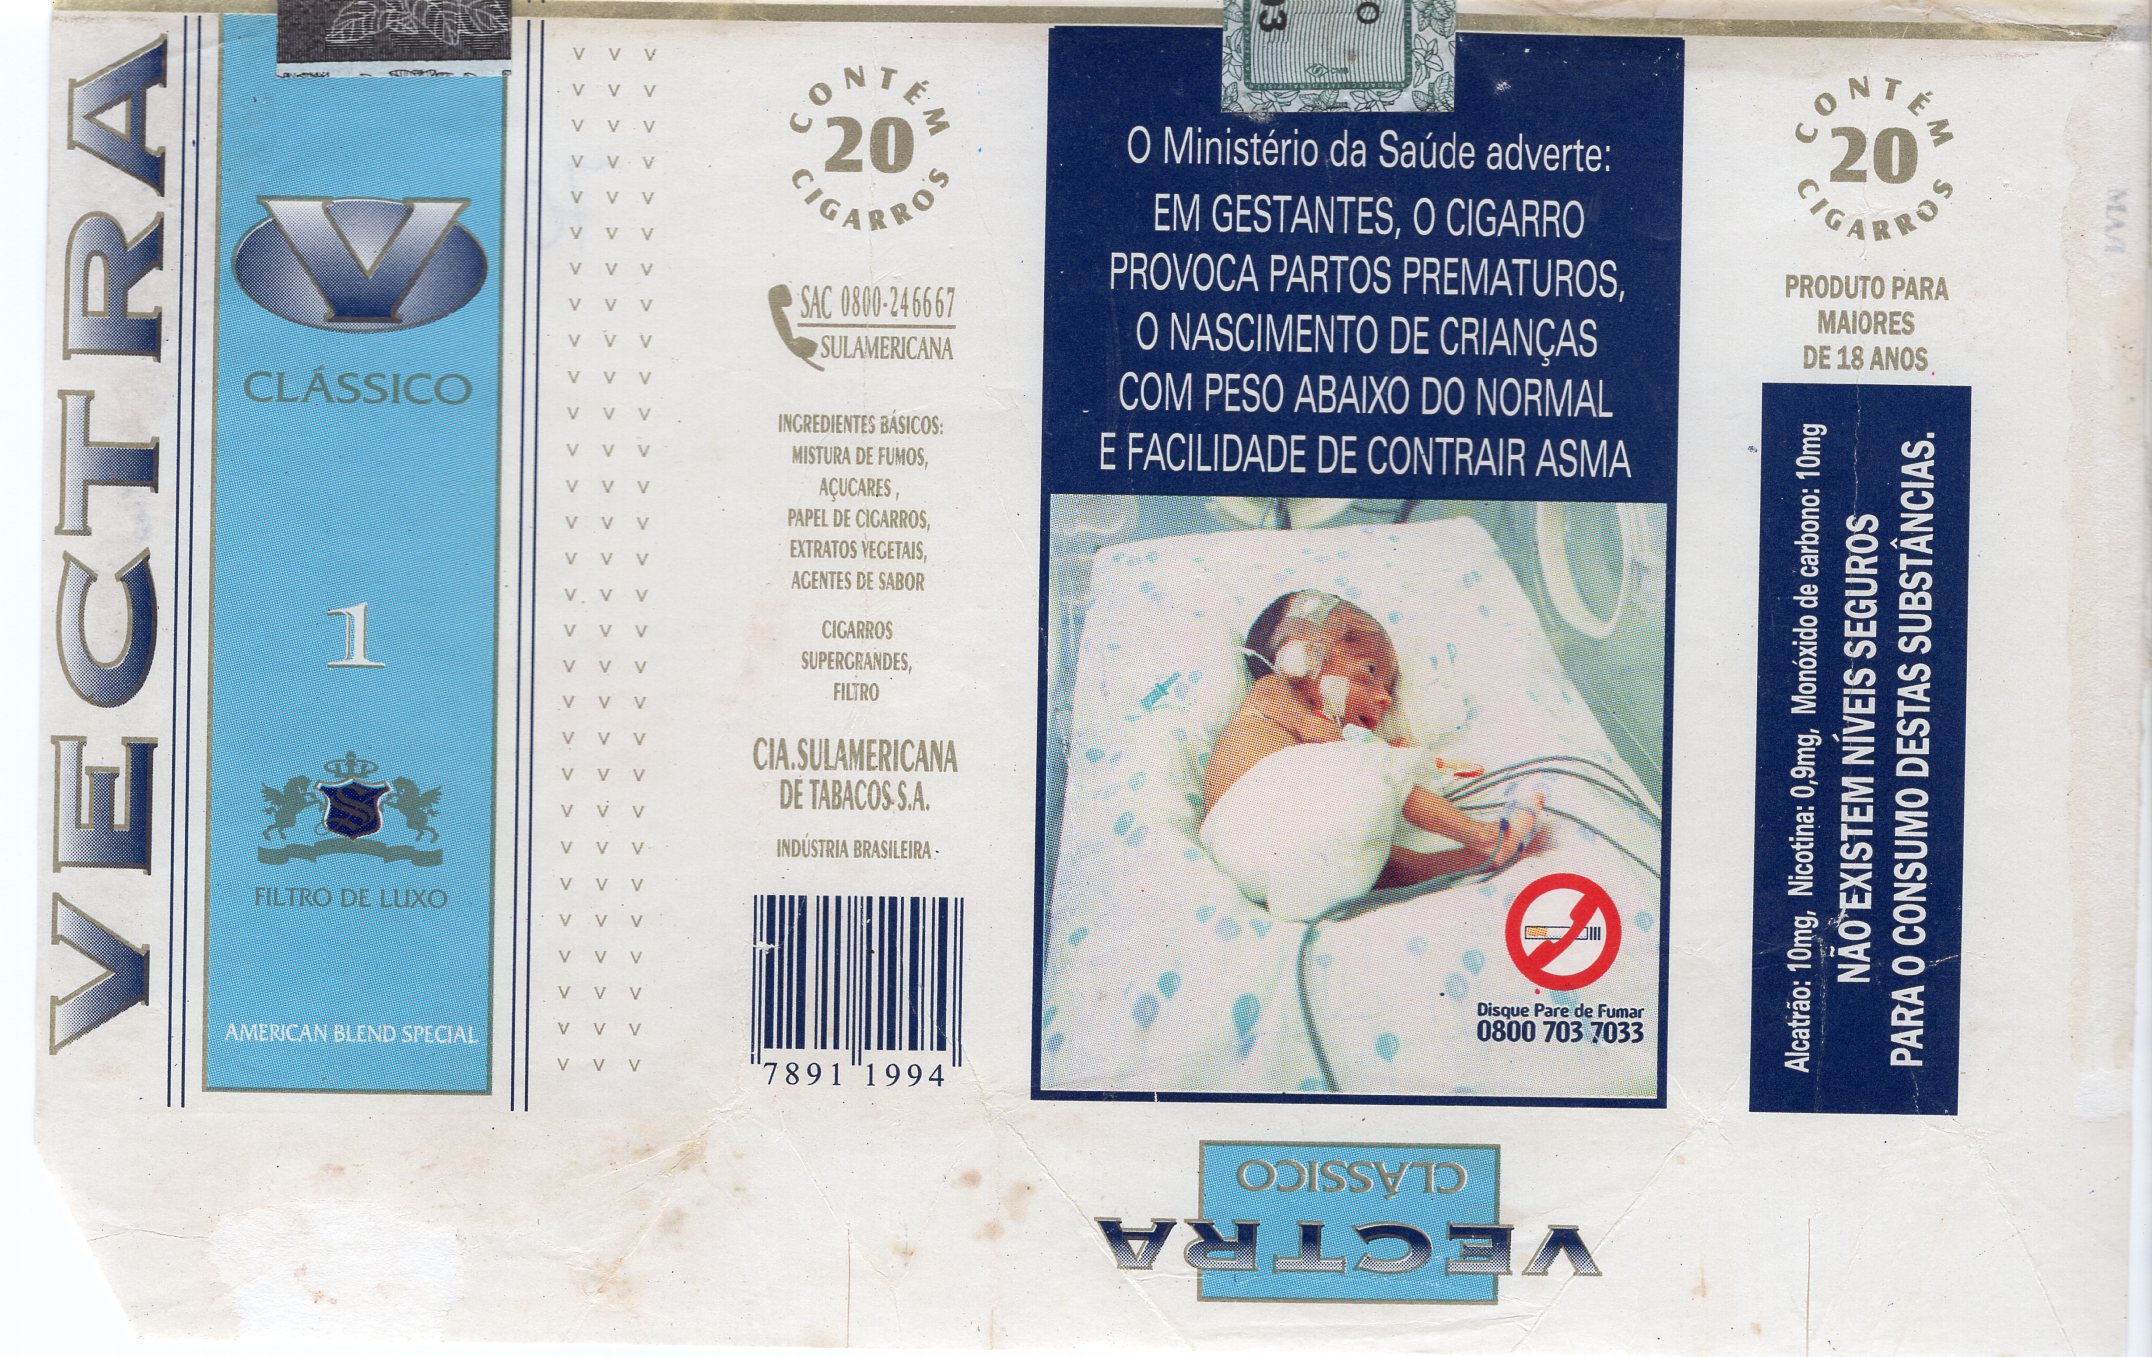 VECTRA
V
CLÁSSICO
1
S
FILTRO DE LUXO
AMERICAN BLEND SPECIAL
CONTÉM
20
CIGARROS
SAC 0800-246667
SULAMERICANA
INGREDIENTES BÁSICOS:
MISTURA DE FUMOS,
AÇUCARES ,
PAPEL DE CIGARROS,
EXTRATOS VEGETAIS,
AGENTES DE SABOR
CIGARROS
SUPERGRANDES,
FILTRO
CIA.SULAMERICANA
DE TABACOS S.A.
INDÚSTRIA BRASILEIRA
7891 1994
O Ministério da Saúde adverte:
EM GESTANTES, O CIGARRO
PROVOCA PARTOS PREMATUROS,
O NASCIMENTO DE CRIANÇAS
COM PESO ABAIXO DO NORMAL
E FACILIDADE DE CONTRAIR ASMA
Disque Pare de Fumar
0800 703 7033
VECTRA
CLÁSSICO
CONTÉM
20
CIGARROS
PRODUTO PARA
MAIORES
DE 18 ANOS
Alcatrão: 10mg, Nicotina: 0,9mg, Monóxido de carbono: 10mg
NÃO EXISTEM NÍVEIS SEGUROS
PARA O CONSUMO DESTAS SUBSTÂNCIAS.